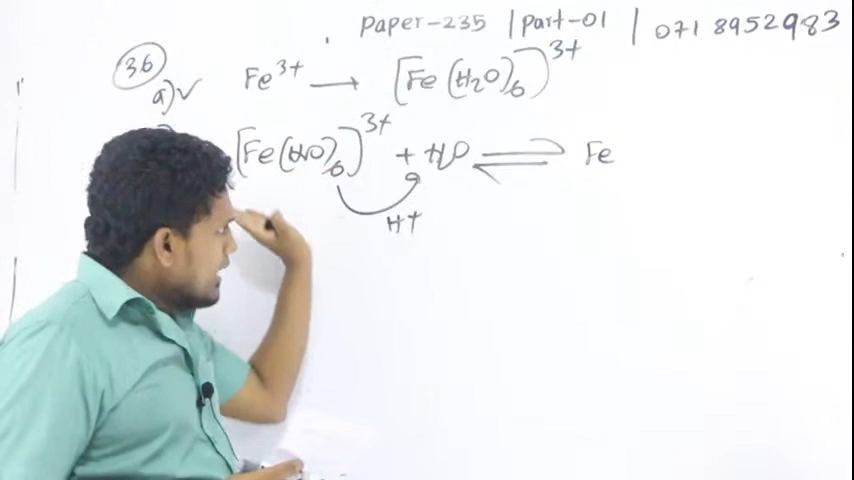 Paper-235 | Part-01 | 071 8952983
36
a) ✓ Fe³⁺ → [Fe(H₂O)₆]³⁺
[Fe(H₂O)₆]³⁺ + H₂O ⇌ Fe
H⁺